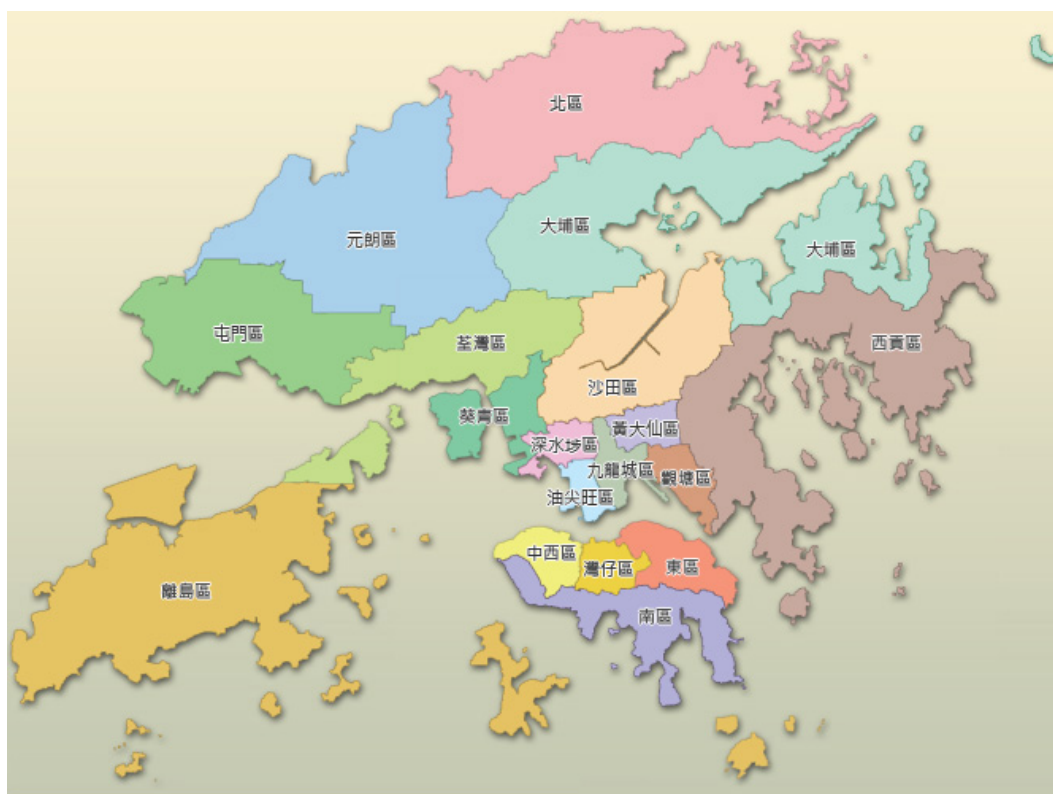 北區
大埔區
元朗區
大埔區
屯門區
荃灣區
西貢區
沙田區
葵青區
黃大仙區
深水埗區
九龍城區
觀塘區
油尖旺區
中西區
灣仔區
東區
離島區
南區